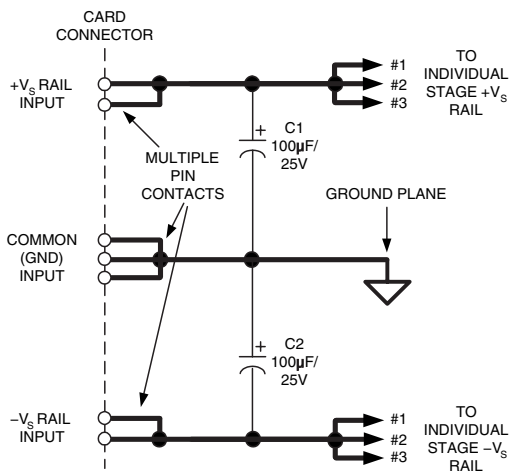 CARD
CONNECTOR
+VS RAIL
INPUT
#1
#2
#3
TO
INDIVIDUAL
STAGE +VS
RAIL
+ C1
100μF/
25V
MULTIPLE
PIN
CONTACTS
GROUND PLANE
COMMON
(GND)
INPUT
+ C2
100μF/
25V
–VS RAIL
INPUT
#1
#2
#3
TO
INDIVIDUAL
STAGE –VS
RAIL